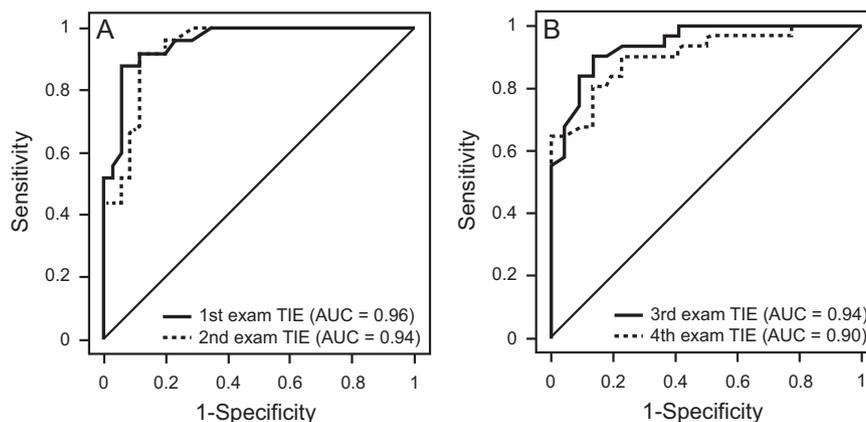 A
Sensitivity
1
0.8
0.6
0.4
0.2
0
1st exam TIE (AUC = 0.96)
2nd exam TIE (AUC = 0.94)
0 0.2 0.4 0.6 0.8 1
1-Specificity
B
Sensitivity
1
0.8
0.6
0.4
0.2
0
3rd exam TIE (AUC = 0.94)
4th exam TIE (AUC = 0.90)
0 0.2 0.4 0.6 0.8 1
1-Specificity